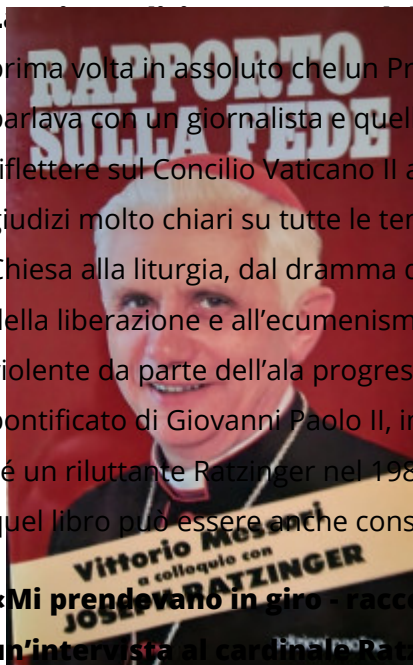 RAPPORTO
SULLA FEDE
prima volta in assoluto che un Pr
parlava con un giornalista e quel
riflettere sul Concilio Vaticano II a
giudizi molto chiari su tutte le te
Chiesa alla liturgia, dal dramma d
della liberazione e all'ecumenism
violente da parte dell'ala progres
pontificato di Giovanni Paolo II, in
é un riluttante Ratzinger nel 198
quel libro può essere anche cons
Vittorio Messori
a colloquio con
JOSEPH RATZINGER
«Mi prendevano in giro - racco
un'intervista al cardinale Ratz